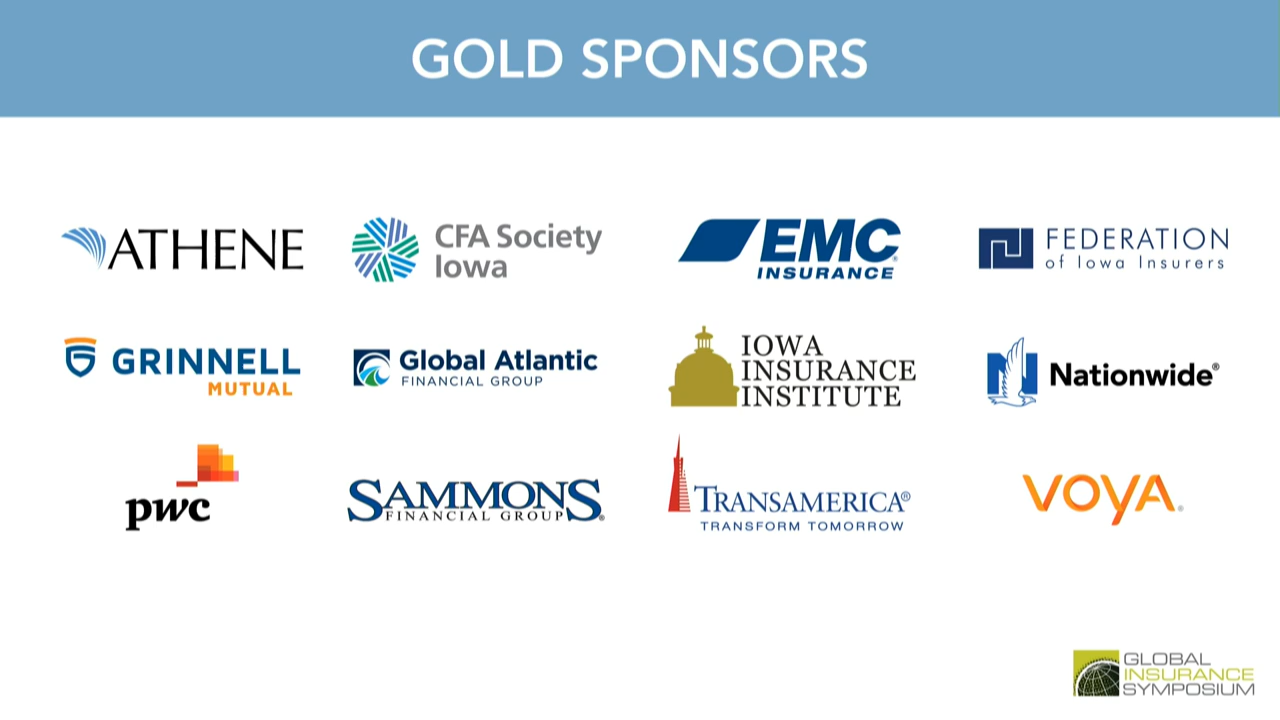 GOLD SPONSORS
ATHENE
CFA Society
Iowa
EMC
INSURANCE
FEDERATION
of Iowa Insurers
GRINNELL
MUTUAL
Global Atlantic
FINANCIAL GROUP
IOWA
INSURANCE
INSTITUTE
Nationwide®
pwc
SAMMONS
FINANCIAL GROUP®
TRANSAMERICA®
TRANSFORM TOMORROW
VOYA®
GLOBAL
INSURANCE
SYMPOSIUM